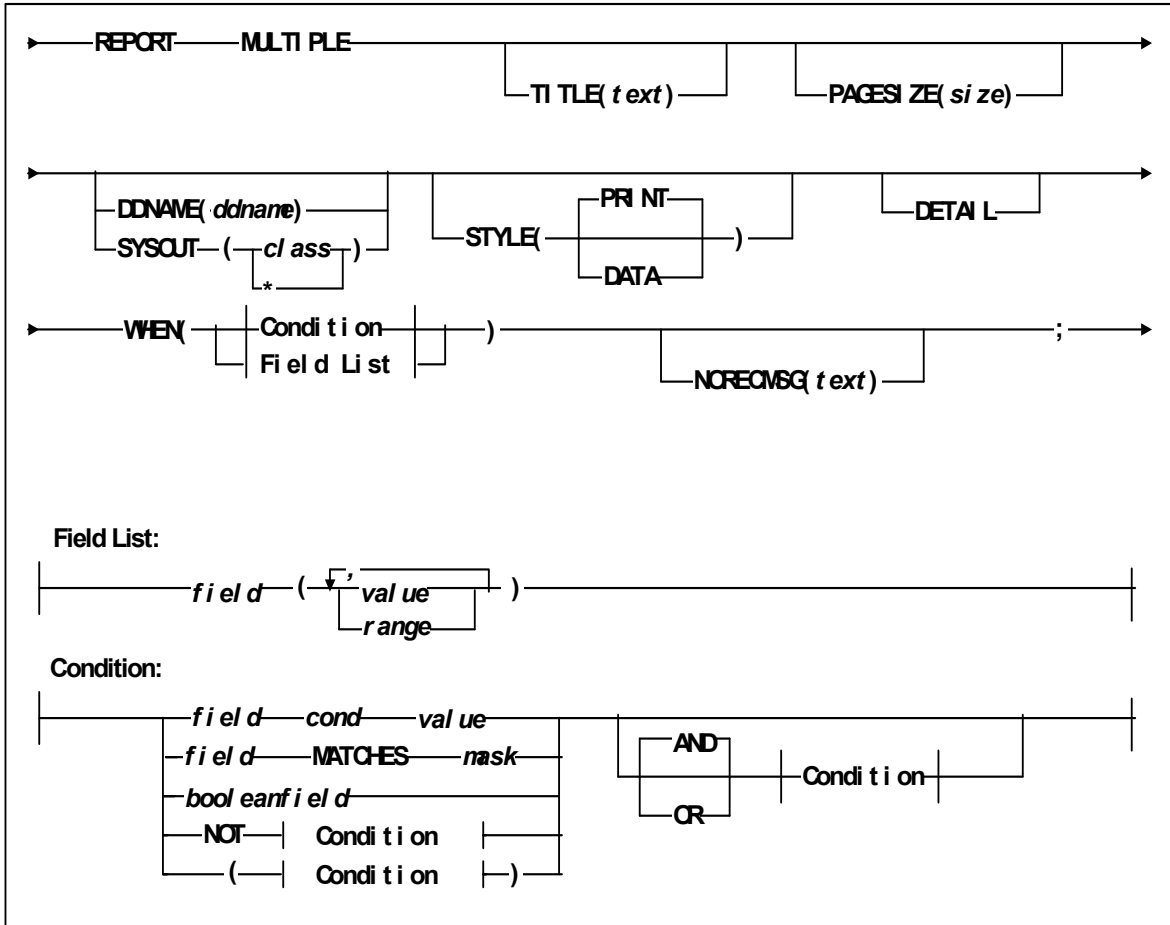 REPORT MULTIPLE
TITLE(text) PAGESIZE(size)
DDNAME(ddname) PRINT DETAIL
SYSOUT (class) STYLE( )
* DATA
WHEN( Condition ) ;
Field List NORECMSG(text)
Field List:
,
field ( value )
range
Condition:
field cond value
field MATCHES mask AND
booleanfield Condition
NOT Condition OR
( Condition )